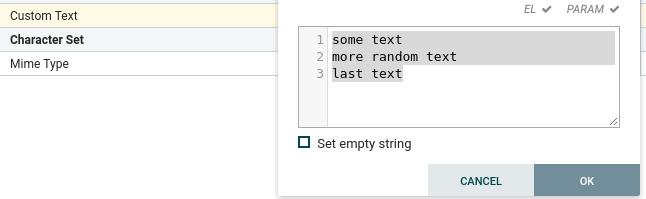 Custom Text
Character Set
Mime Type
EL ✔ PARAM ✔
1 some text
2 more random text
3 last text
Set empty string
CANCEL OK